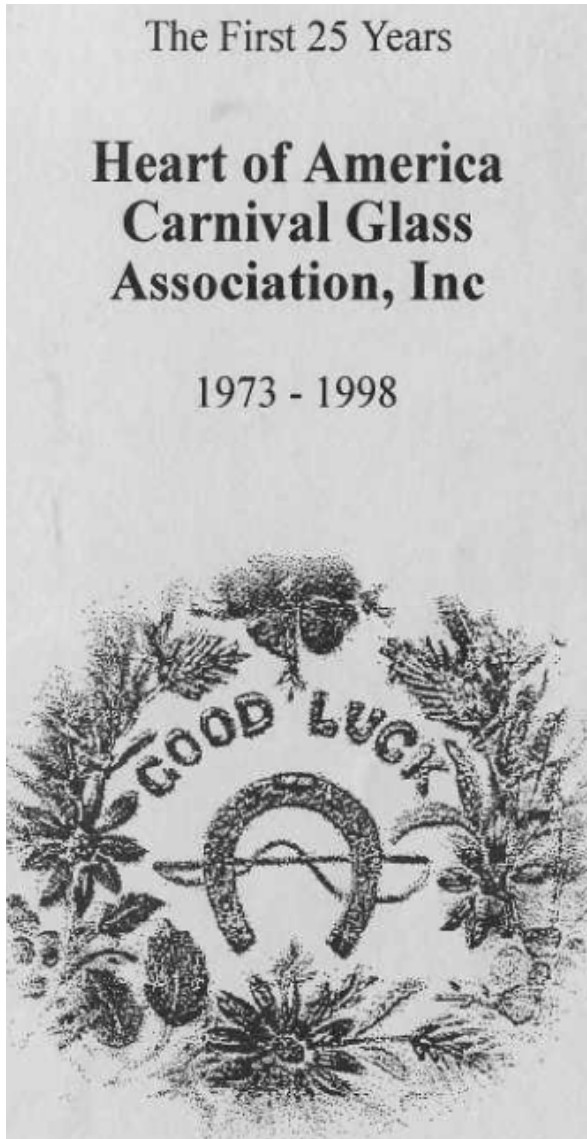 The First 25 Years
Heart of America
Carnival Glass
Association, Inc
1973 - 1998
GOOD LUCK